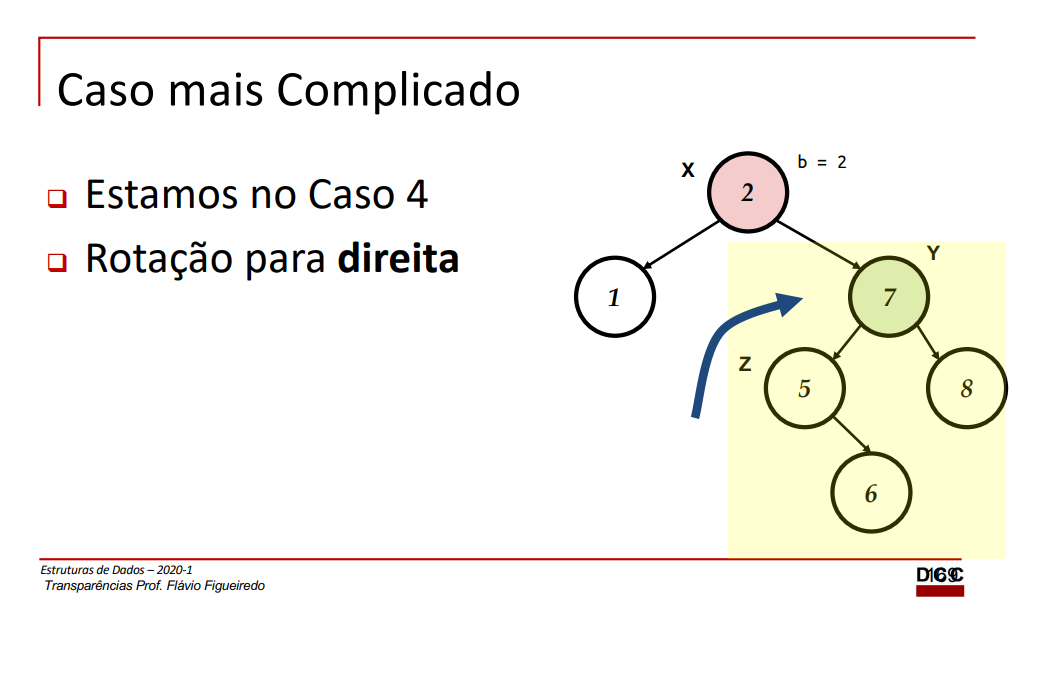 Caso mais Complicado
❑ Estamos no Caso 4
❑ Rotação para direita
X
2
b = 2
1
Y
7
Z
5
8
6
Estruturas de Dados – 2020-1
Transparências Prof. Flávio Figueiredo
DCC
169